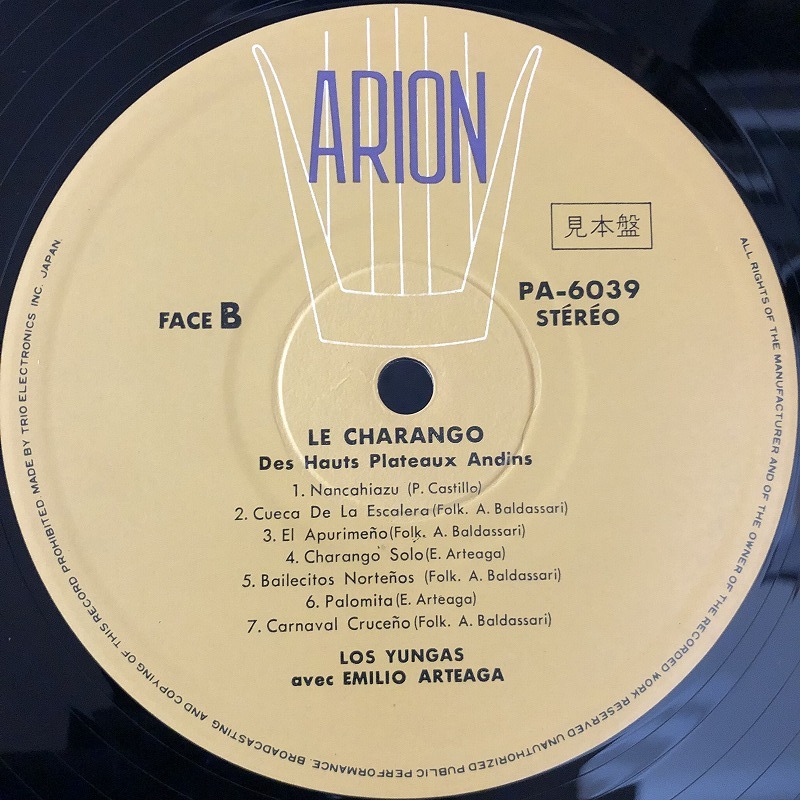 ARION
見本盤
PA-6039
STÉRÉO
FACE B
LE CHARANGO
Des Hauts Plateaux Andins
1. Nancahiazu (P. Castillo)
2. Cueca De La Escalera (Folk. A. Baldassari)
3. El Apurimeño (Folk. A. Baldassari)
4. Charango Solo (E. Arteaga)
5. Bailecitos Norteños (Folk. A. Baldassari)
6. Palomita (E. Arteaga)
7. Carnaval Cruceño (Folk. A. Baldassari)
LOS YUNGAS
avec EMILIO ARTEAGA
ALL RIGHTS OF THE MANUFACTURER AND OF THE OWNER OF THE RECORDED WORK RESERVED UNAUTHORIZED PUBLIC PERFORMANCE. BROADCASTING AND COPYING OF THIS RECORD PROHIBITED MADE BY TRIO ELECTRONICS INC. JAPAN.